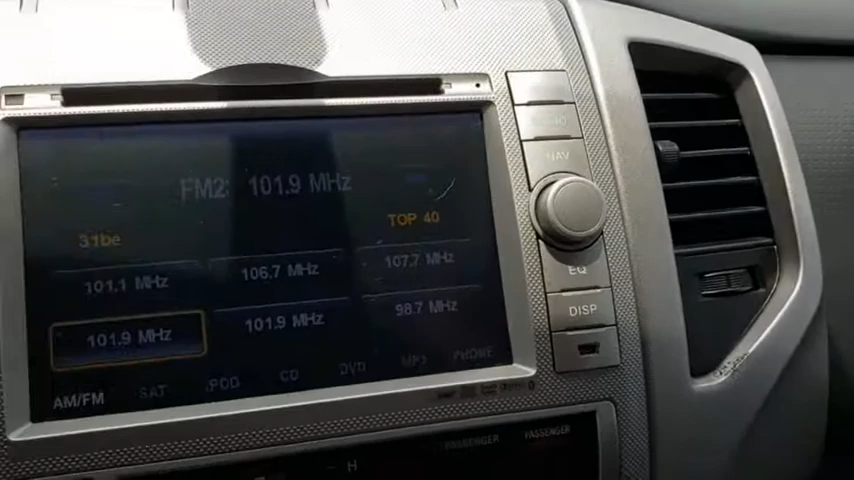 FM2: 101.9 MHz
31be TOP 40
101.1 MHz 106.7 MHz 107.7 MHz
101.9 MHz 101.9 MHz 98.7 MHz
AM/FM SAT iPOD CD DVD MP3 PHONE
NAV
EQ
DISP
PASSENGER PASSENGER
H